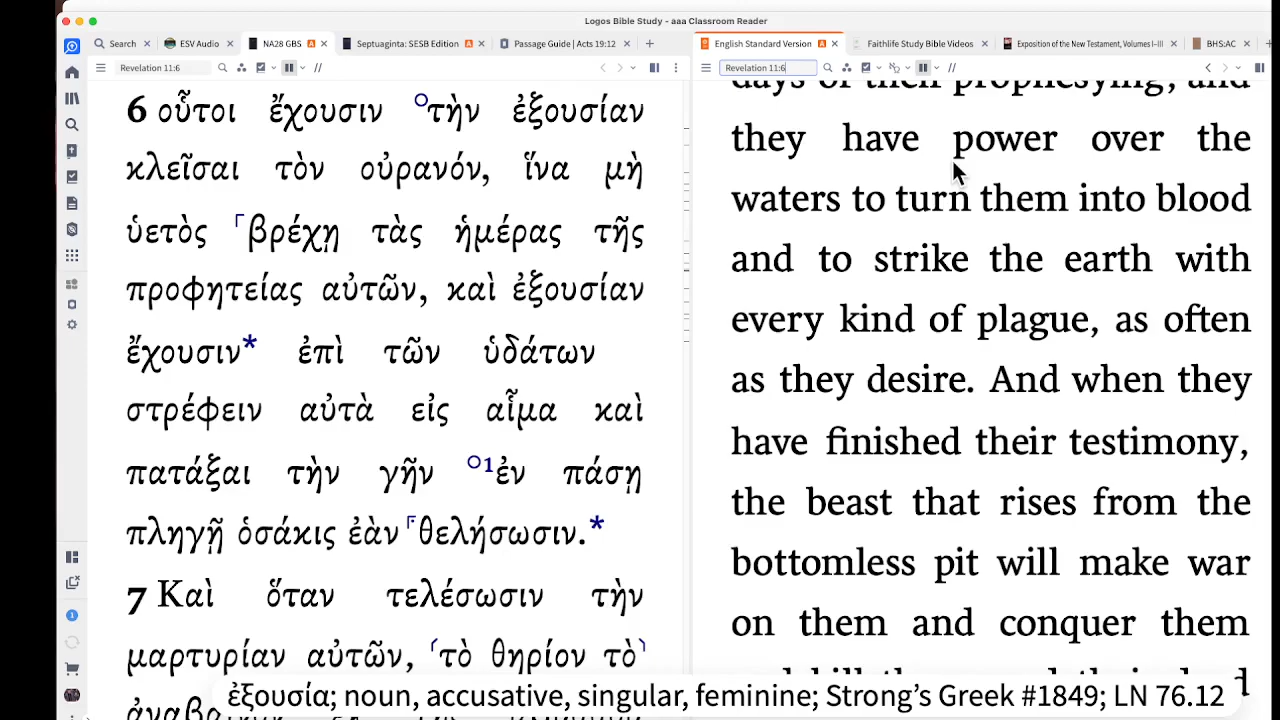 Logos Bible Study - aaa Classroom Reader
Search
ESV Audio
NA28 GBS A
Septuaginta: SESB Edition A
Passage Guide | Acts 19:12
English Standard Version A
Faithlife Study Bible Videos
Exposition of the New Testament, Volumes I–III
BHS:AC
Revelation 11:6
Revelation 11:6
6 οὗτοι ἔχουσιν °τὴν ἐξουσίαν
κλεῖσαι τὸν οὐρανόν, ἵνα μὴ
ὑετὸς ⸀βρέχῃ τὰς ἡμέρας τῆς
προφητείας αὐτῶν, καὶ ἐξουσίαν
ἔχουσιν* ἐπὶ τῶν ὑδάτων
στρέφειν αὐτὰ εἰς αἷμα καὶ
πατάξαι τὴν γῆν °1ἐν πάσῃ
πληγῇ ὁσάκις ἐὰν ⸁θελήσωσιν.*
7 Καὶ ὅταν τελέσωσιν τὴν
μαρτυρίαν αὐτῶν, ⸂τὸ θηρίον τὸ⸃
days of their prophesying, and
they have power over the
waters to turn them into blood
and to strike the earth with
every kind of plague, as often
as they desire. And when they
have finished their testimony,
the beast that rises from the
bottomless pit will make war
on them and conquer them
ἐξουσία; noun, accusative, singular, feminine; Strong’s Greek #1849; LN 76.12